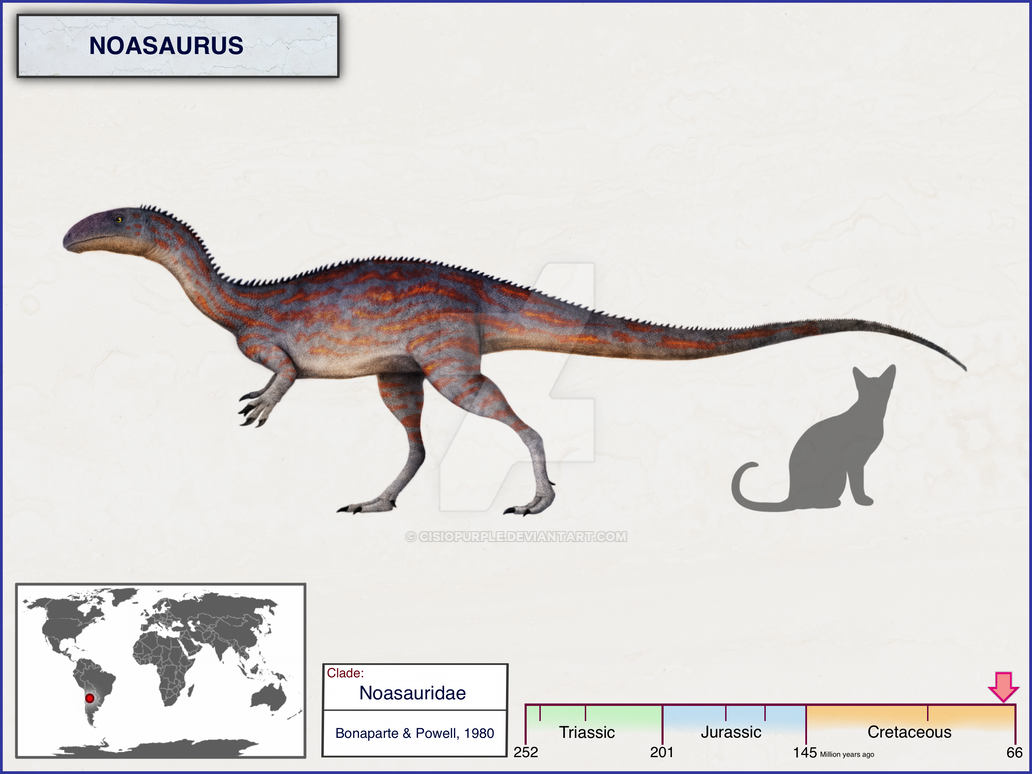 NOASAURUS
© CISIOPURPLE.DEVIANTART.COM
Clade:
Noasauridae
Bonaparte & Powell, 1980
Triassic Jurassic Cretaceous
252 201 145 Million years ago 66